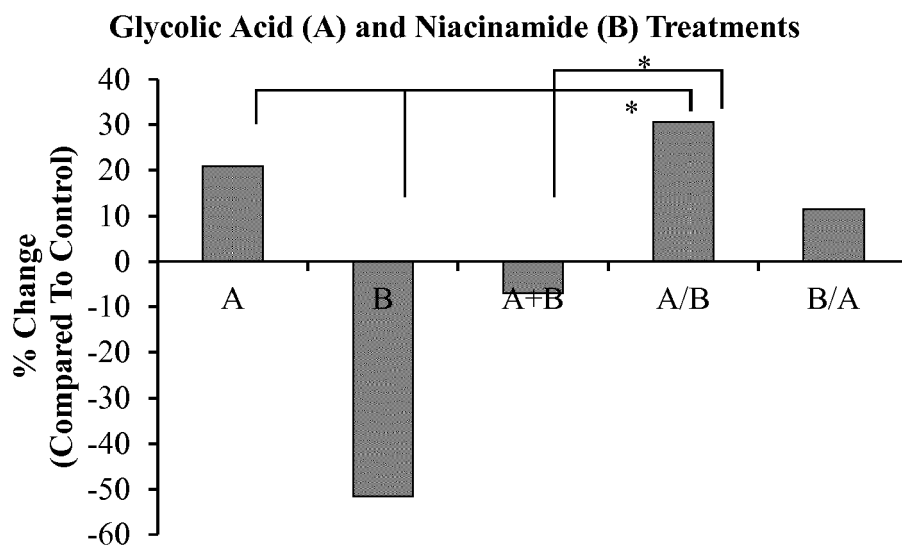 Glycolic Acid (A) and Niacinamide (B) Treatments
% Change
(Compared To Control)
40
30
20
10
0
-10
-20
-30
-40
-50
-60
*
*
A
B
A+B
A/B
B/A